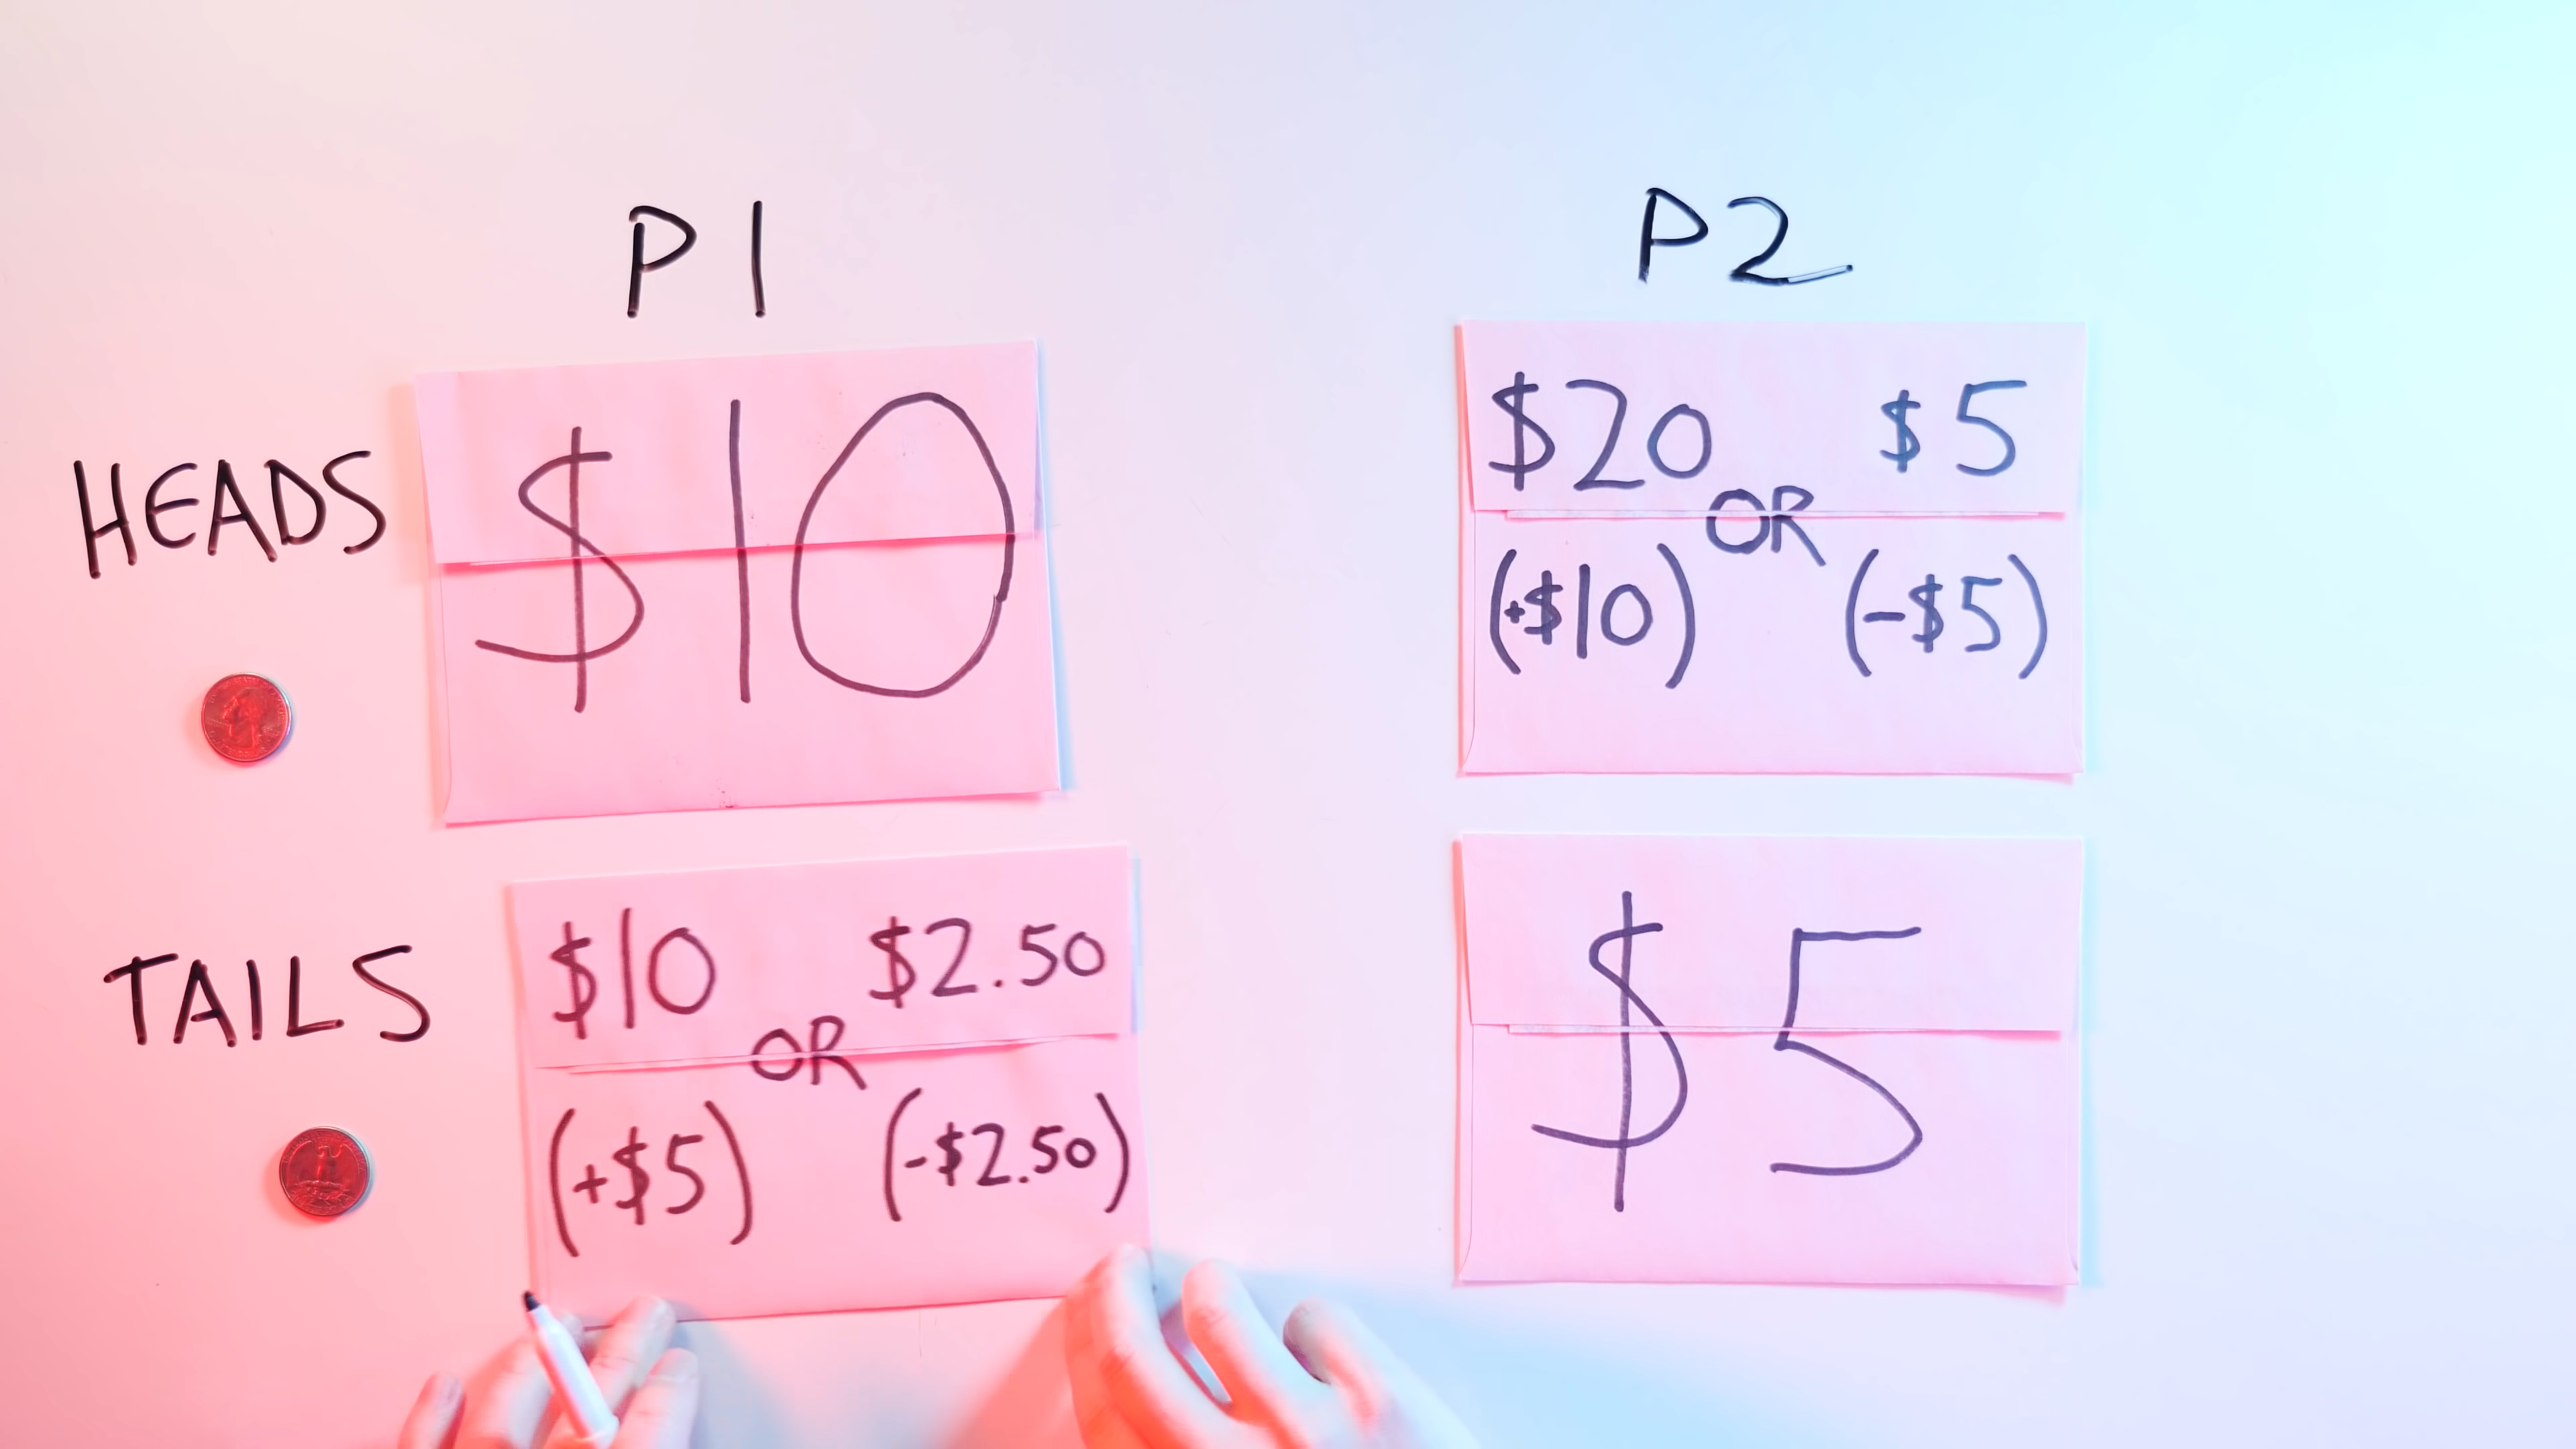 P1
P2
HEADS
$10
$20 OR $5
(+$10) (-$5)
TAILS
$10 OR $2.50
(+$5) (-$2.50)
$5